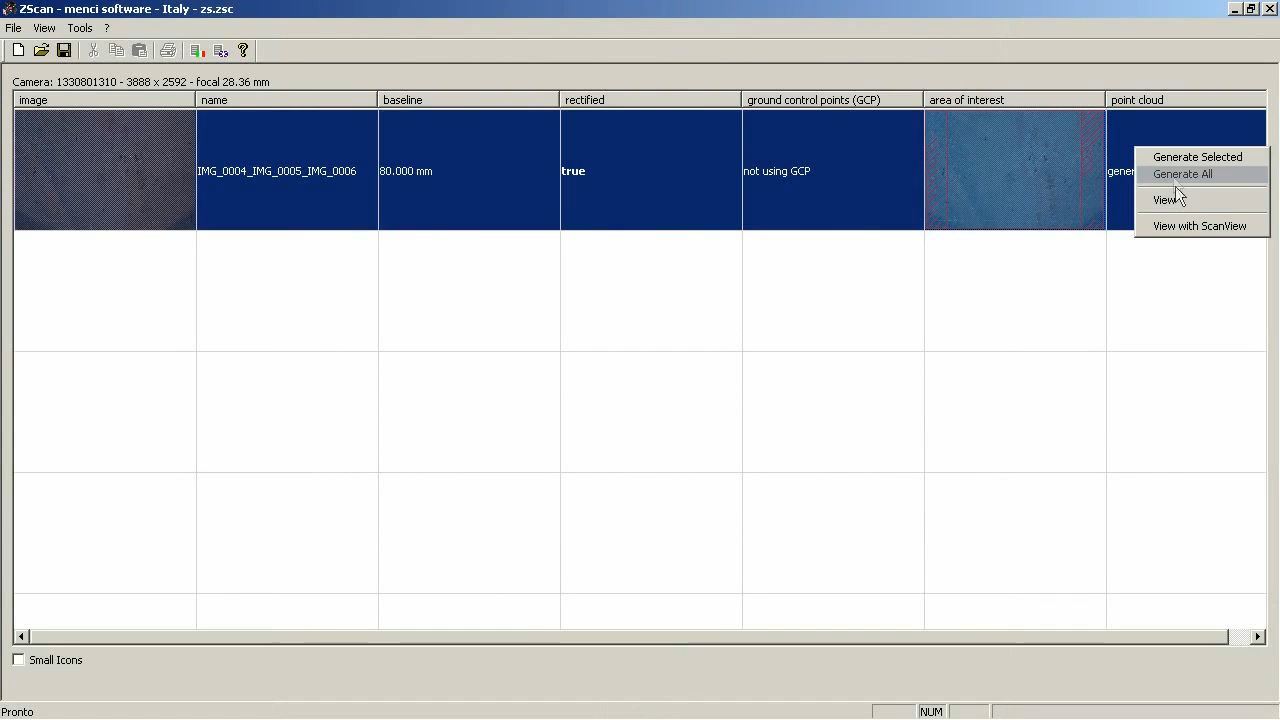 ZScan - menci software - Italy - zs.zsc
File View Tools ?
Camera: 1330801310 - 3888 x 2592 - focal 28.36 mm
image name baseline rectified ground control points (GCP) area of interest point cloud
IMG_0004_IMG_0005_IMG_0006 80.000 mm true not using GCP gener
Generate Selected
Generate All
View
View with ScanView
Small Icons
Pronto NUM